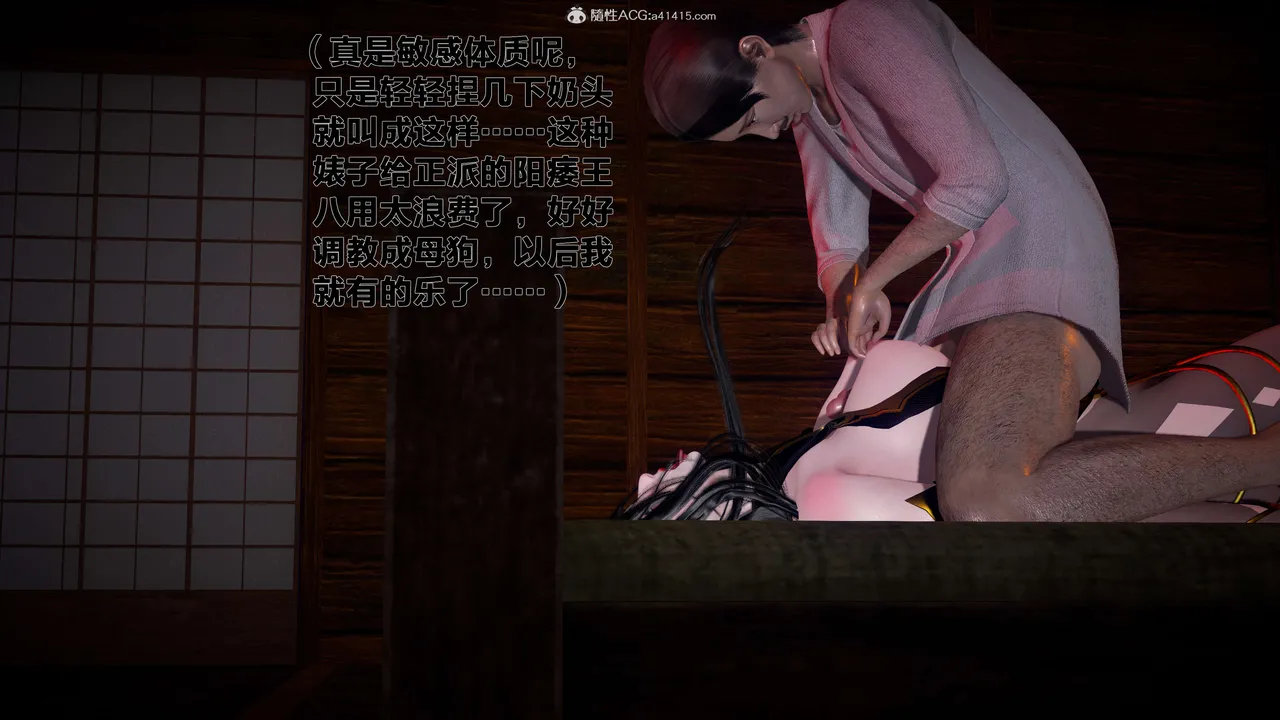 隨性ACG:a41415.com
（真是敏感体质呢，
只是轻轻捏几下奶头
就叫成这样……这种
婊子给正派的阳痿王
八用太浪费了，好好
调教成母狗，以后我
就有的乐了……）